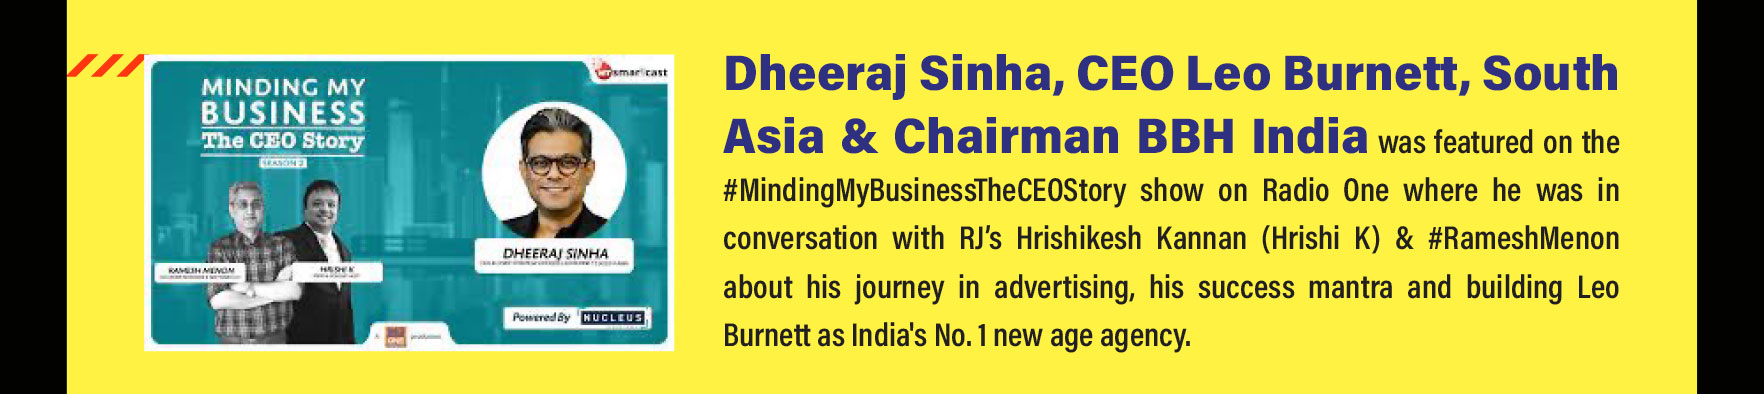 HT smartcast
MINDING MY
BUSINESS
The CEO Story
SEASON 2
RAMESH MENON
HRISHI K
DHEERAJ SINHA
Powered By NUCLEUS
Dheeraj Sinha, CEO Leo Burnett, South
Asia & Chairman BBH India was featured on the
#MindingMyBusinessTheCEOStory show on Radio One where he was in
conversation with RJ’s Hrishikesh Kannan (Hrishi K) & #RameshMenon
about his journey in advertising, his success mantra and building Leo
Burnett as India's No. 1 new age agency.